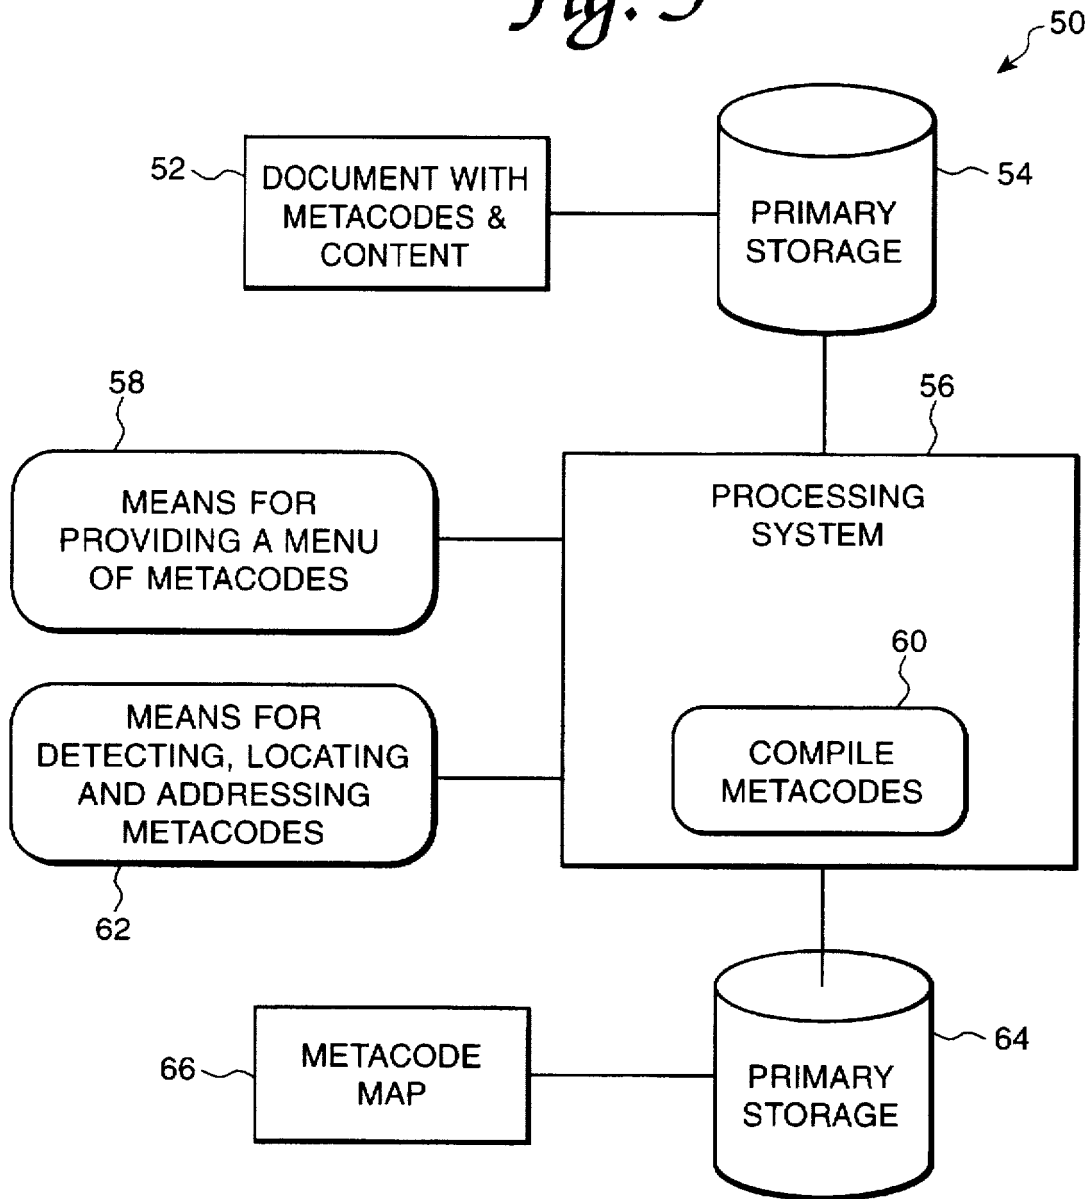 Fig.
50
52
DOCUMENT WITH
METACODES &
CONTENT
PRIMARY
STORAGE
54
58
56
MEANS FOR
PROVIDING A MENU
OF METACODES
PROCESSING
SYSTEM
60
MEANS FOR
DETECTING, LOCATING
AND ADDRESSING
METACODES
COMPILE
METACODES
62
66
METACODE
MAP
PRIMARY
STORAGE
64